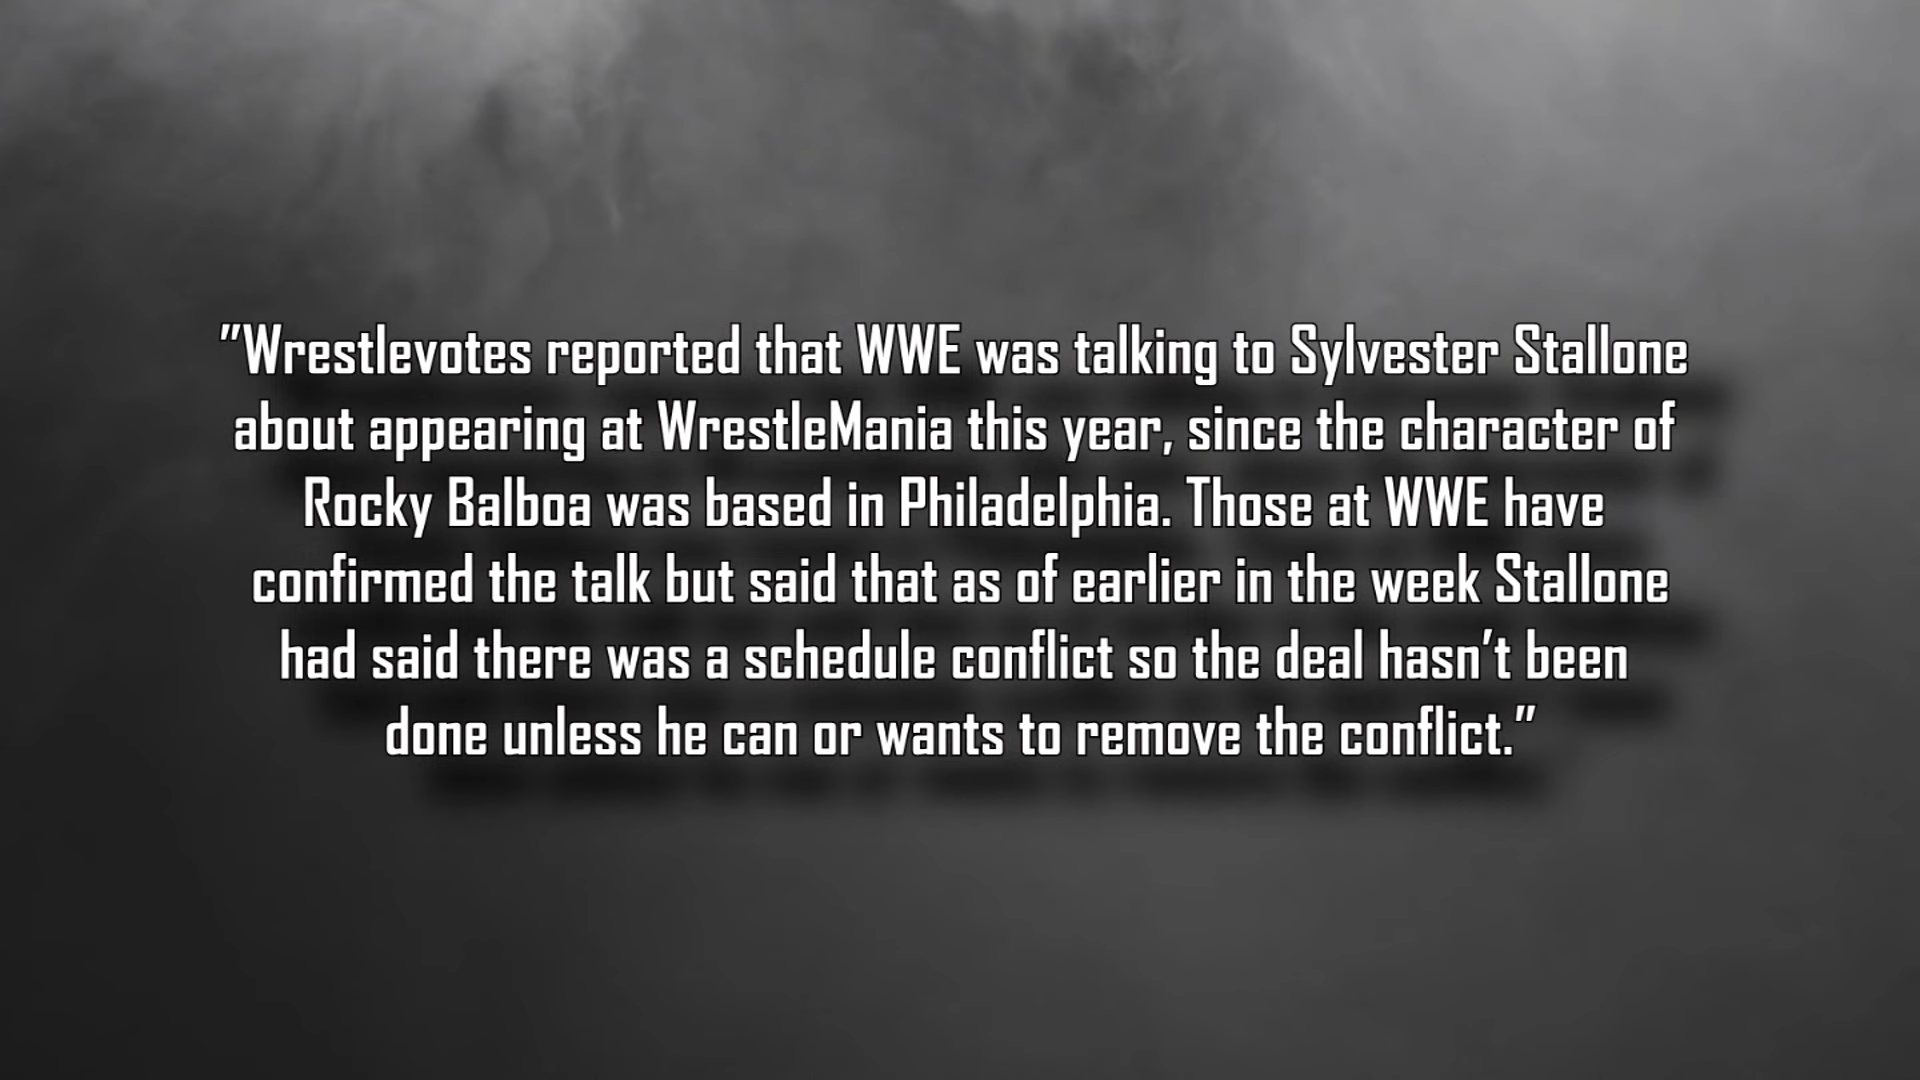 "Wrestlevotes reported that WWE was talking to Sylvester Stallone
about appearing at WrestleMania this year, since the character of
Rocky Balboa was based in Philadelphia. Those at WWE have
confirmed the talk but said that as of earlier in the week Stallone
had said there was a schedule conflict so the deal hasn't been
done unless he can or wants to remove the conflict."